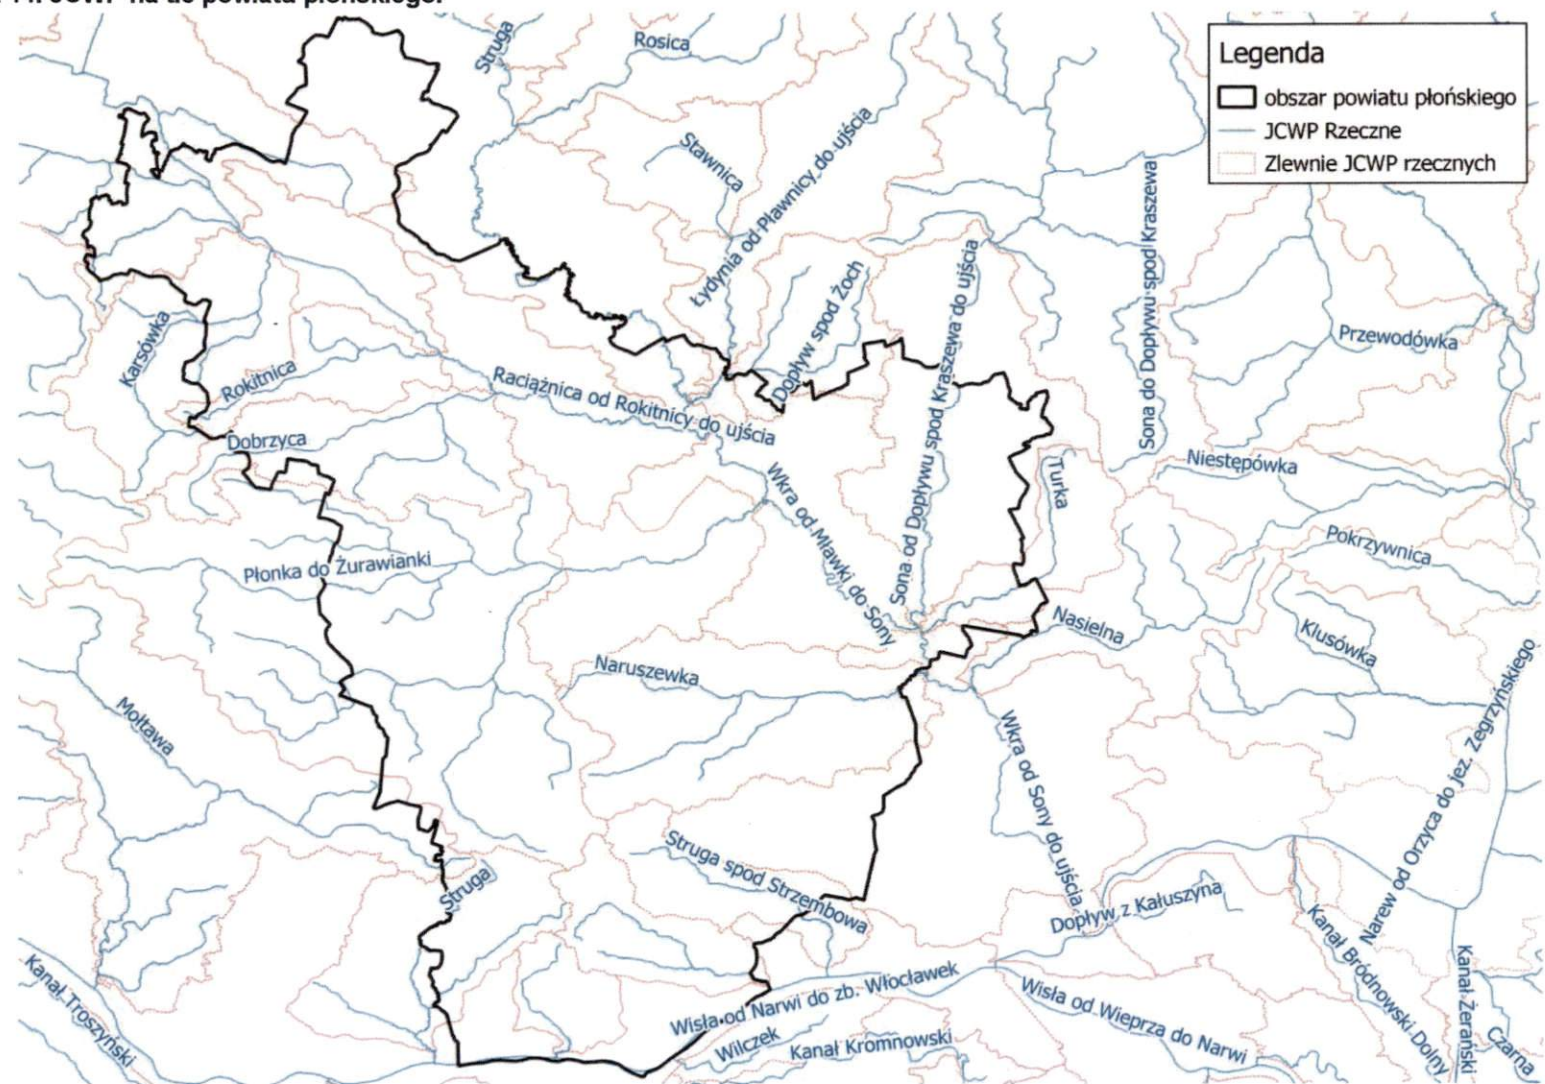 JCWP na tle powiatu płońskiego.
Legenda
obszar powiatu płońskiego
JCWP Rzeczne
Zlewnie JCWP rzecznych
Struga
Rosica
Stawnica
Łydynia od Pławnicy do ujścia
Dopływ spod Żoch
Sona od Dopływu spod Kraszewa do ujścia
Sona do Dopływu spod Kraszewa
Przewodówka
Karsówka
Rokitnica
Raciążnica od Rokitnicy do ujścia
Dobrzyca
Wkra od Mławki do Sony
Turka
Niestępówka
Pokrzywnica
Płonka do Żurawianki
Nasielna
Klusówka
Naruszewka
Mołtawa
Wkra od Sony do ujścia
Narew od Orzyca do jez. Zegrzyńskiego
Struga spod Strzembowa
Struga
Dopływ z Kałuszyna
Kanał Bródnowski Dolny
Kanał Żerański
Czarna
Kanał Troszyński
Wisła od Narwi do zb. Włocławek
Wisła od Wieprza do Narwi
Wilczek
Kanał Kromnowski